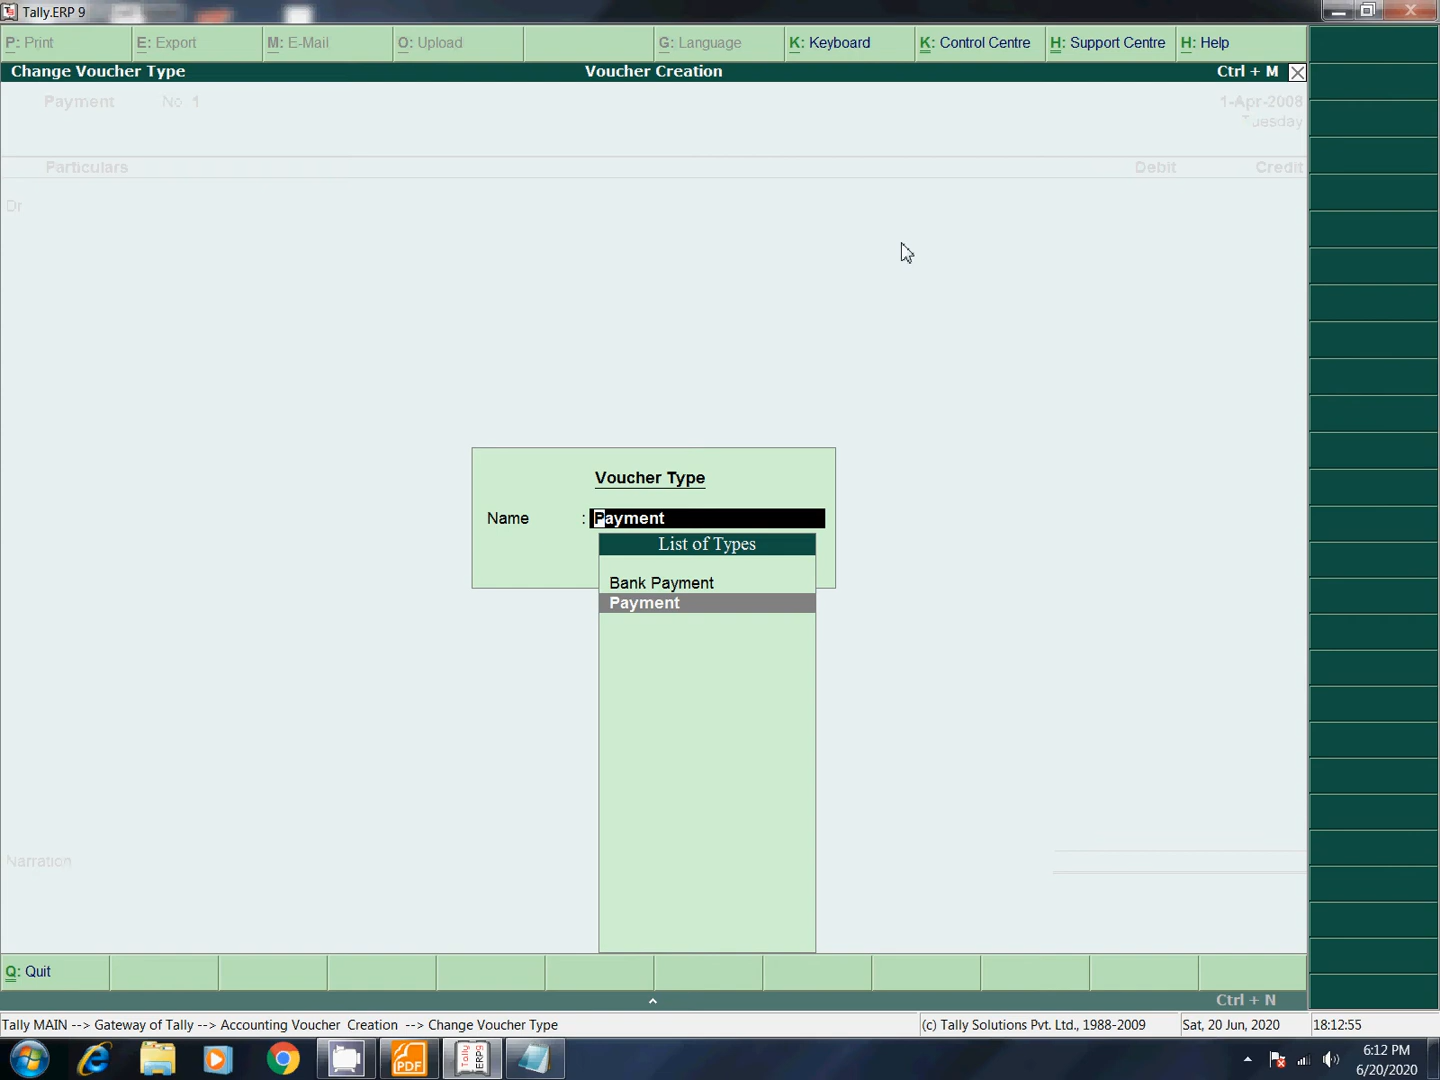 Tally.ERP 9
P: Print E: Export M: E-Mail O: Upload G: Language K: Keyboard K: Control Centre H: Support Centre H: Help
Change Voucher Type Voucher Creation Ctrl + M
Payment No. 1 1-Apr-2008
Tuesday
Particulars Debit Credit
Dr
Voucher Type
Name : Payment
List of Types
Bank Payment
Payment
Narration
Q: Quit
Ctrl + N
Tally MAIN --> Gateway of Tally --> Accounting Voucher Creation --> Change Voucher Type (c) Tally Solutions Pvt. Ltd., 1988-2009 Sat, 20 Jun, 2020 18:12:55
PDF Tally ERP9 6:12 PM
6/20/2020